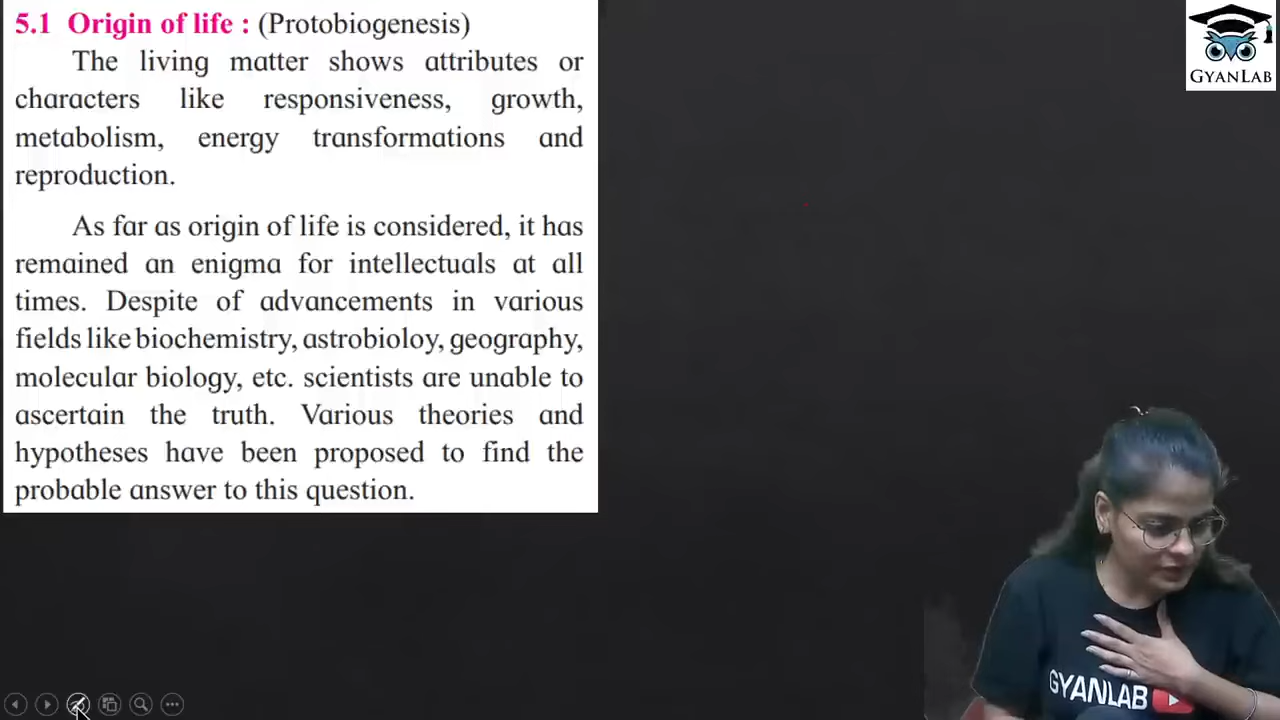 5.1 Origin of life : (Protobiogenesis)
The living matter shows attributes or
characters like responsiveness, growth,
metabolism, energy transformations and
reproduction.
As far as origin of life is considered, it has
remained an enigma for intellectuals at all
times. Despite of advancements in various
fields like biochemistry, astrobioloy, geography,
molecular biology, etc. scientists are unable to
ascertain the truth. Various theories and
hypotheses have been proposed to find the
probable answer to this question.
GYANLAB
GYANLAB